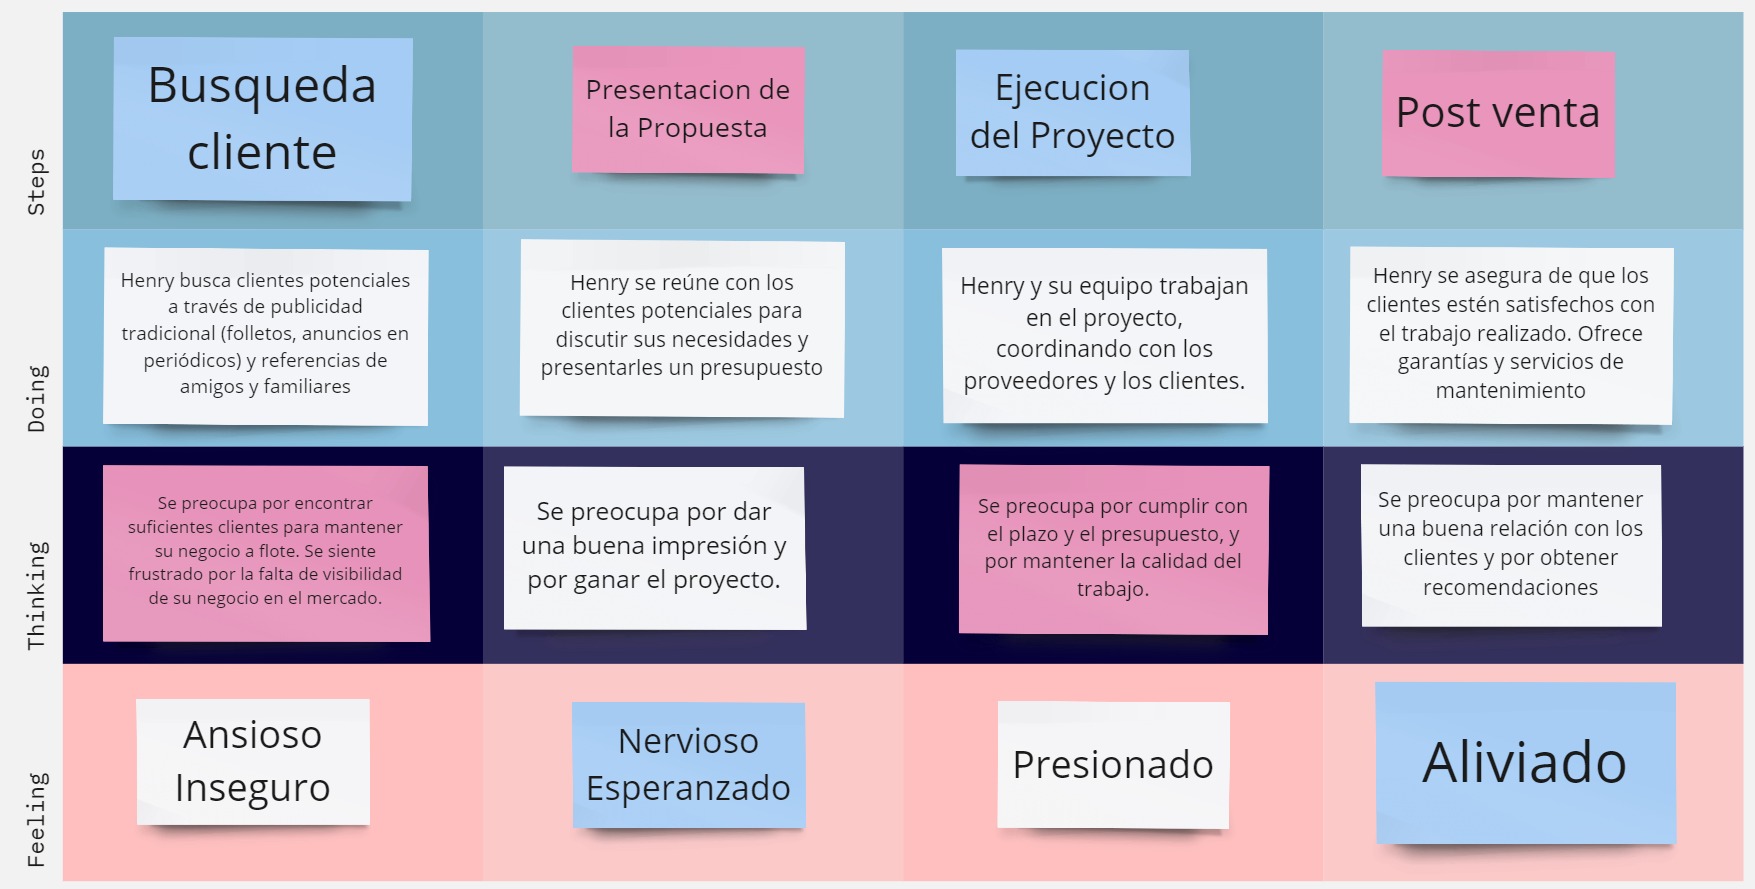 Steps
Busqueda
cliente
Presentacion de
la Propuesta
Ejecucion
del Proyecto
Post venta
Doing
Henry busca clientes potenciales
a través de publicidad
tradicional (folletos, anuncios en
periódicos) y referencias de
amigos y familiares
Henry se reúne con los
clientes potenciales para
discutir sus necesidades y
presentarles un presupuesto
Henry y su equipo trabajan
en el proyecto,
coordinando con los
proveedores y los clientes.
Henry se asegura de que los
clientes estén satisfechos con
el trabajo realizado. Ofrece
garantías y servicios de
mantenimiento
Thinking
Se preocupa por encontrar
suficientes clientes para mantener
su negocio a flote. Se siente
frustrado por la falta de visibilidad
de su negocio en el mercado.
Se preocupa por dar
una buena impresión y
por ganar el proyecto.
Se preocupa por cumplir con
el plazo y el presupuesto, y
por mantener la calidad del
trabajo.
Se preocupa por mantener
una buena relación con los
clientes y por obtener
recomendaciones
Feeling
Ansioso
Inseguro
Nervioso
Esperanzado
Presionado
Aliviado